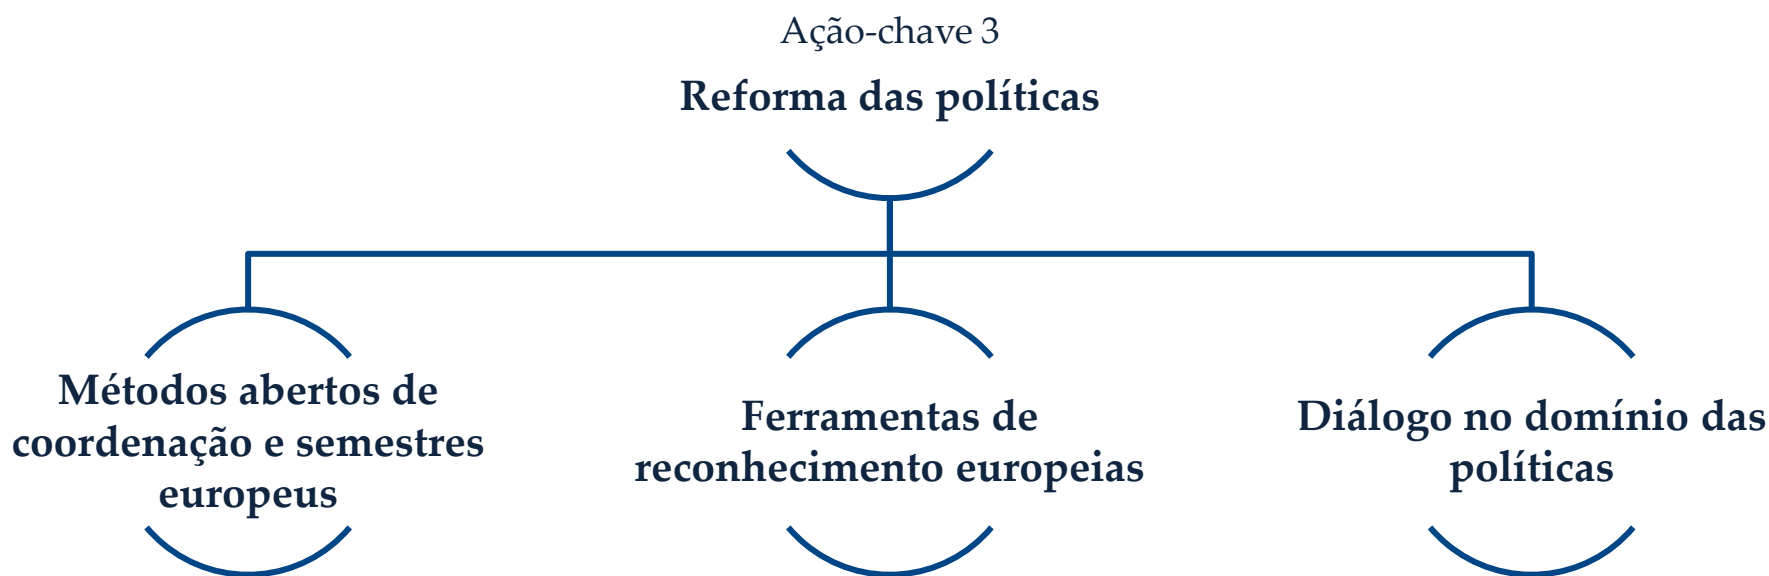 Ação-chave 3
Reforma das políticas
Métodos abertos de
coordenação e semestres
europeus
Ferramentas de
reconhecimento europeias
Diálogo no domínio das
políticas